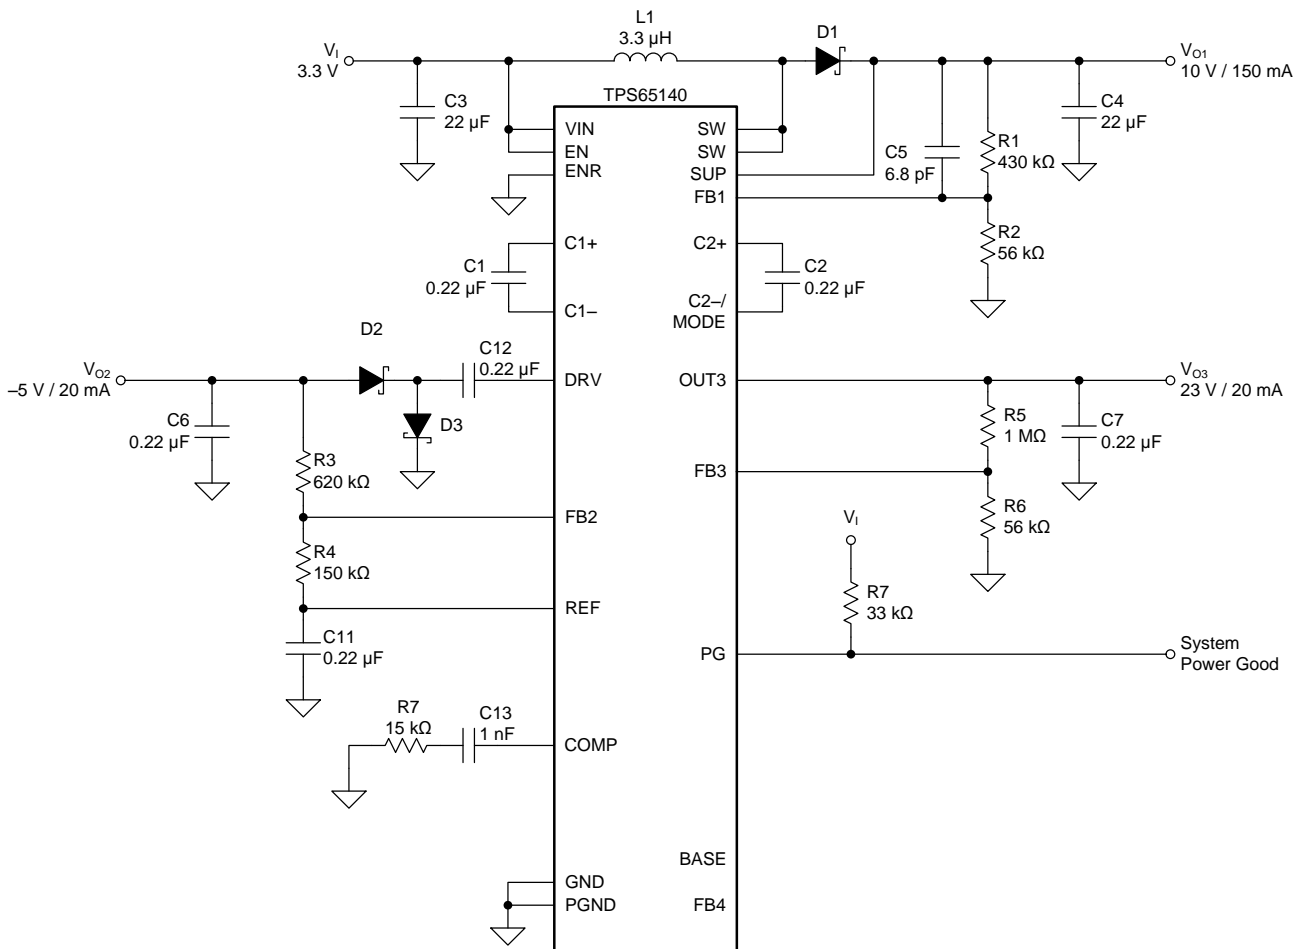 L1
3.3 µH
D1
VI
3.3 V
VO1
10 V / 150 mA
TPS65140
C3
22 µF
C4
22 µF
VIN
SW
EN
SW
ENR
SUP
FB1
C5
6.8 pF
R1
430 kΩ
R2
56 kΩ
C1+
C2+
C1
0.22 µF
C2
0.22 µF
C1–
C2–/
MODE
D2
C12
0.22 µF
VO2
–5 V / 20 mA
DRV
OUT3
VO3
23 V / 20 mA
C6
0.22 µF
D3
R5
1 MΩ
C7
0.22 µF
R3
620 kΩ
FB3
R6
56 kΩ
FB2
VI
R4
150 kΩ
R7
33 kΩ
REF
C11
0.22 µF
PG
System
Power Good
R7
15 kΩ
C13
1 nF
COMP
BASE
GND
PGND
FB4